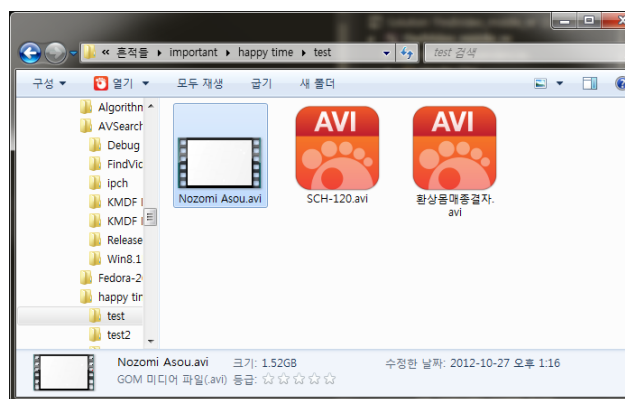 « 흔적들 ▸ important ▸ happy time ▸ test
test 검색
구성 ▼ 열기 ▼ 모두 재생 굽기 새 폴더
Algorithn
AVSearch
Debug
FindVic
ipch
KMDF I
KMDF I
Release
Win8.1
Fedora-2
happy tin
test
test2
Nozomi Asou.avi
AVI
SCH-120.avi
AVI
환상몸매종결자.
avi
Nozomi Asou.avi 크기: 1.52GB 수정한 날짜: 2012-10-27 오후 1:16
GOM 미디어 파일(.avi) 등급: ☆☆☆☆☆